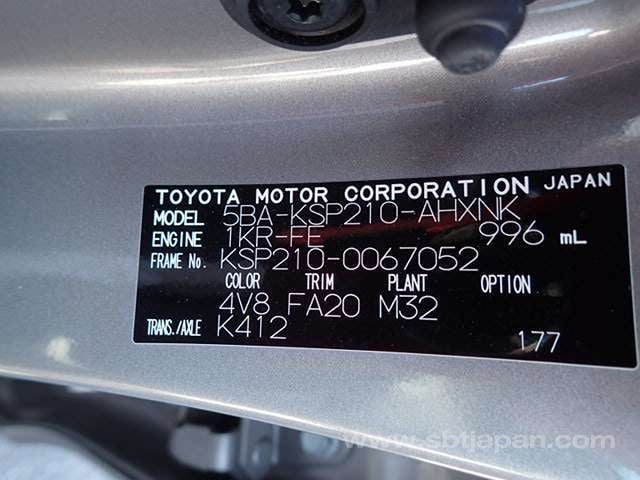 TOYOTA MOTOR CORPORATION JAPAN
MODEL 5BA-KSP210-AHXNK
ENGINE 1KR-FE 996 mL
FRAME No. KSP210-0067052
COLOR TRIM PLANT OPTION
4V8 FA20 M32
TRANS./AXLE K412
177
www.sbtjapan.com